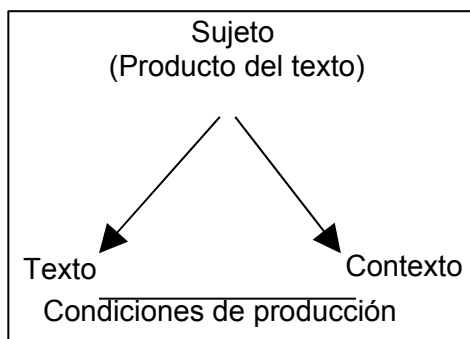 Sujeto
(Producto del texto)
Texto
Contexto
Condiciones de producción